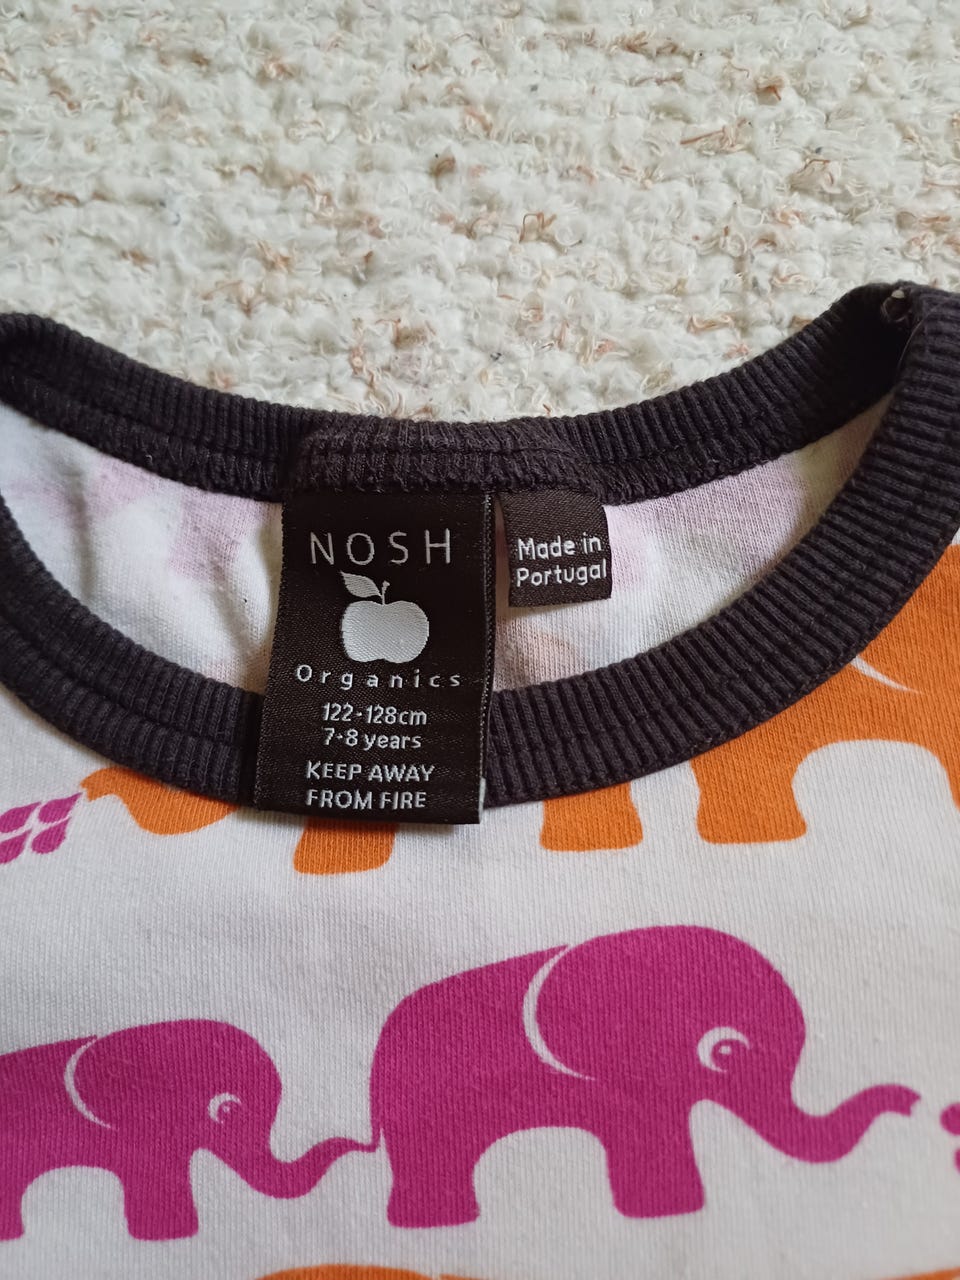 NOSH
Organics
122-128cm
7-8 years
KEEP AWAY
FROM FIRE
Made in
Portugal